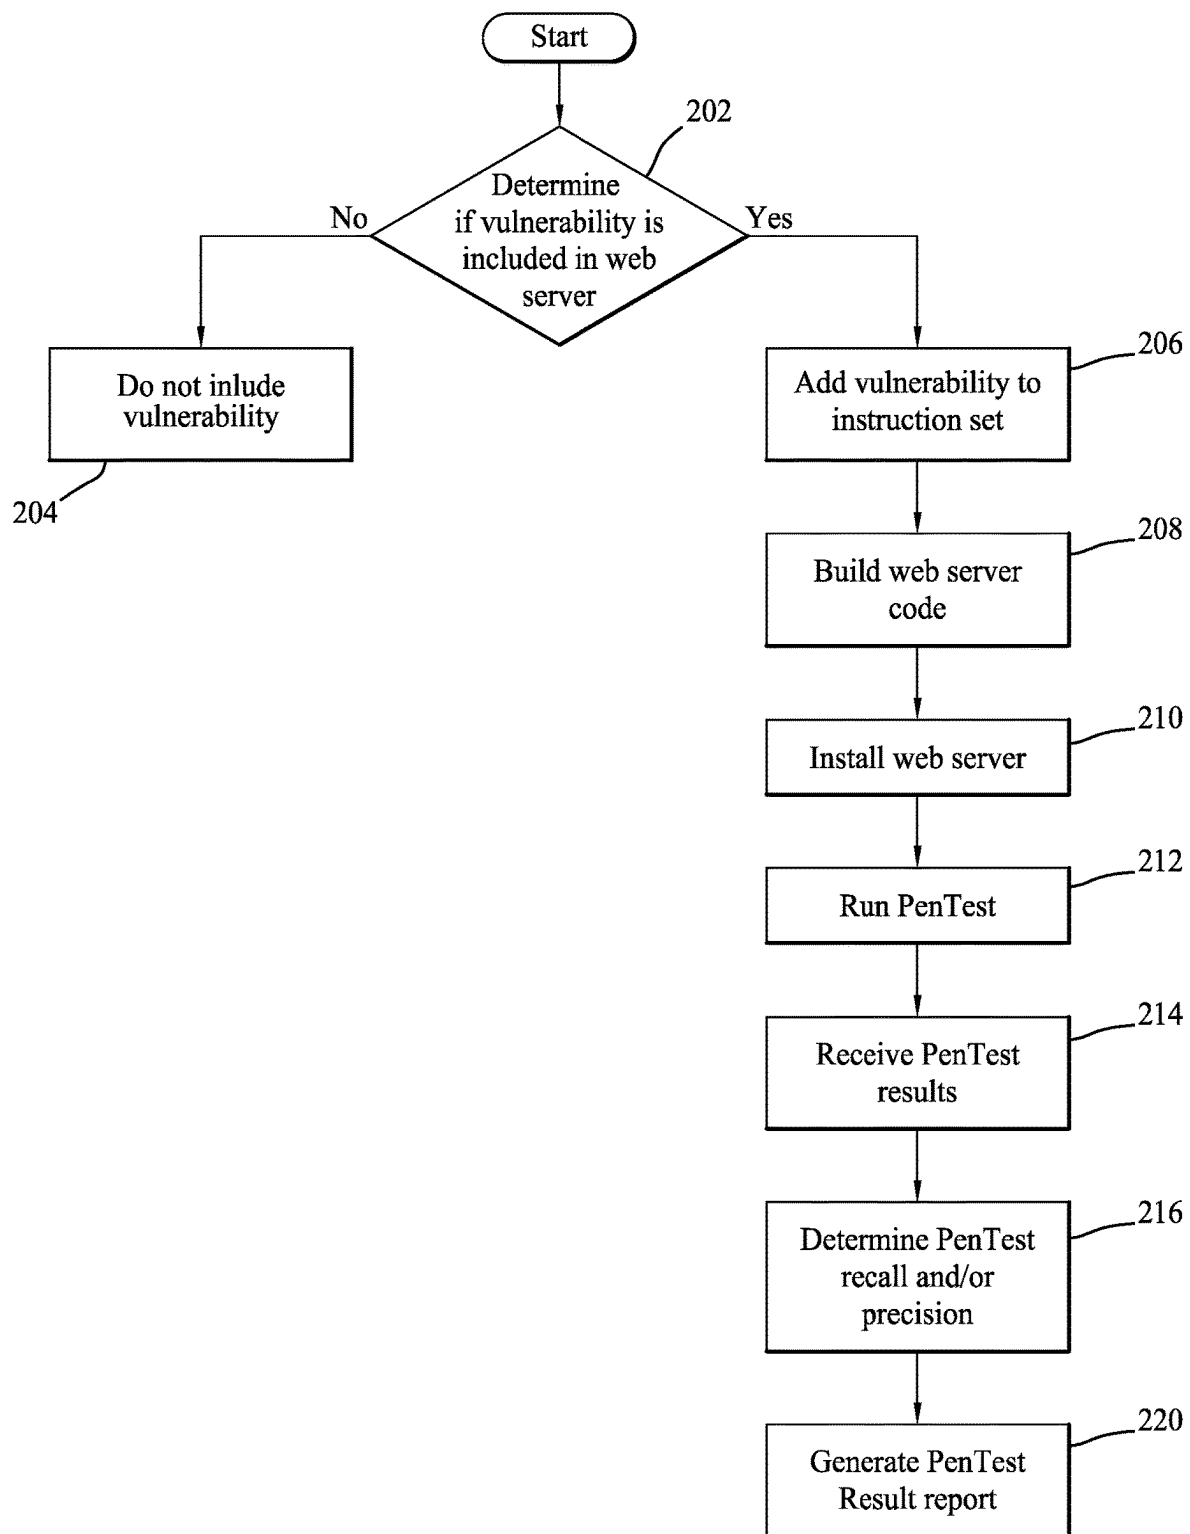 Start
202
Determine
if vulnerability is
included in web
server
No
Yes
Do not inlude
vulnerability
204
206
Add vulnerability to
instruction set
208
Build web server
code
210
Install web server
212
Run PenTest
214
Receive PenTest
results
216
Determine PenTest
recall and/or
precision
220
Generate PenTest
Result report